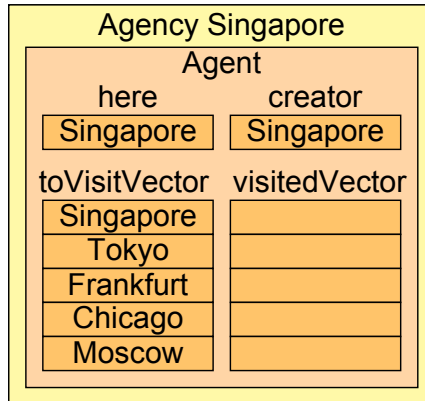 Agency Singapore
Agent
here creator
Singapore Singapore
toVisitVector visitedVector
Singapore
Tokyo
Frankfurt
Chicago
Moscow